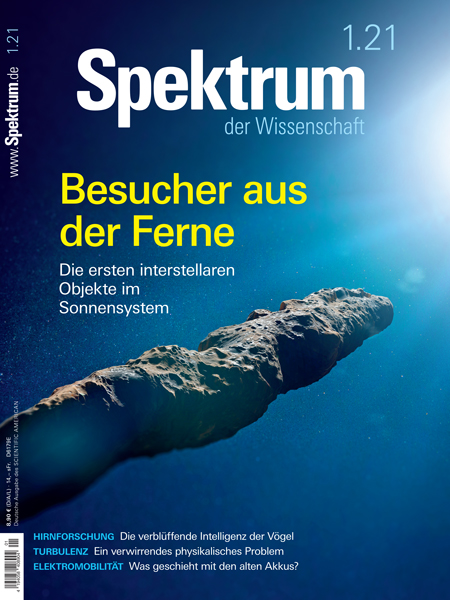 www.Spektrum.de 1.21
1.21
Spektrum
der Wissenschaft
Besucher aus
der Ferne
Die ersten interstellaren
Objekte im
Sonnensystem
8,90 € (D/A/L) · 14,– sFr. D6179E
Deutsche Ausgabe des SCIENTIFIC AMERICAN
HIRNFORSCHUNG Die verblüffende Intelligenz der Vögel
TURBULENZ Ein verwirrendes physikalisches Problem
ELEKTROMOBILITÄT Was geschieht mit den alten Akkus?